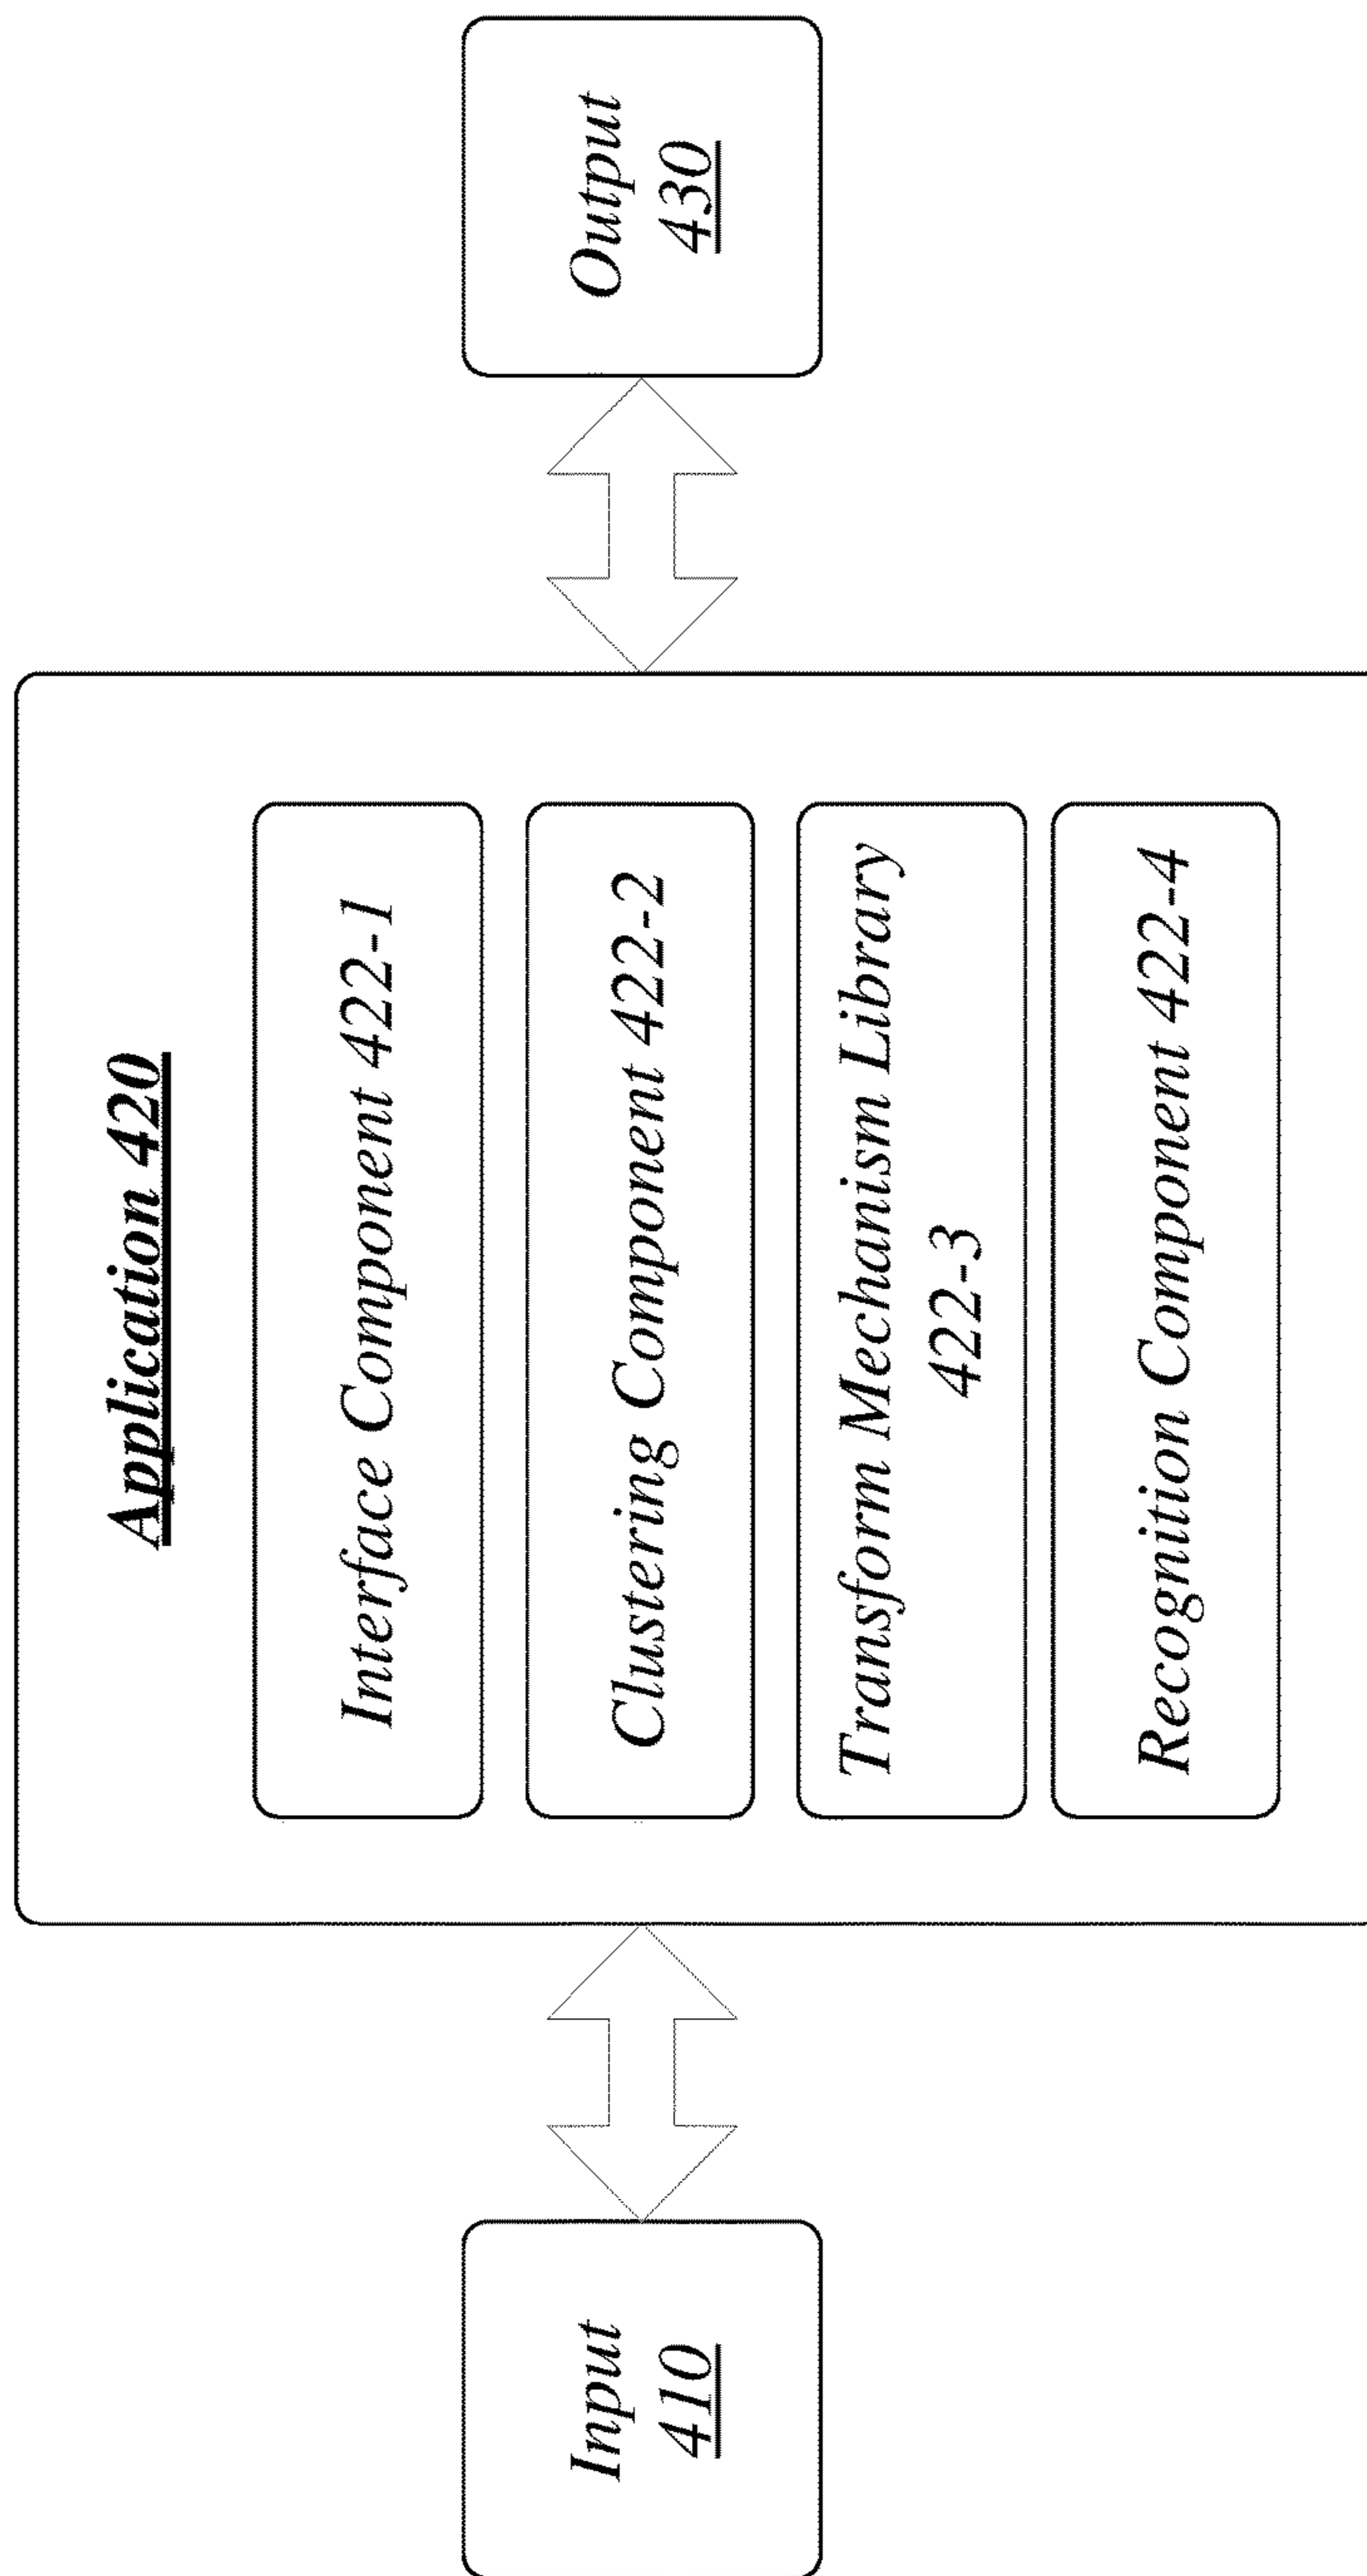 Application 420
Input
410
Interface Component 422-1
Clustering Component 422-2
Transform Mechanism Library
422-3
Recognition Component 422-4
Output
430